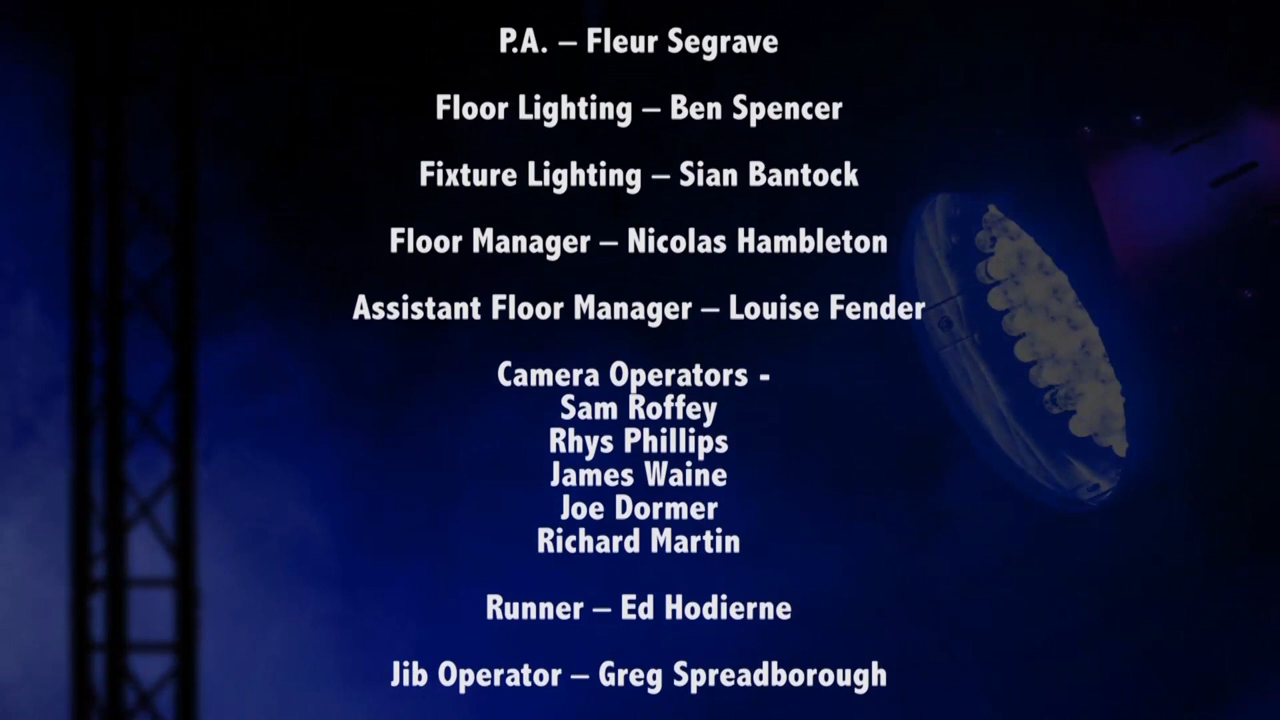 P.A. – Fleur Segrave
Floor Lighting – Ben Spencer
Fixture Lighting – Sian Bantock
Floor Manager – Nicolas Hambleton
Assistant Floor Manager – Louise Fender
Camera Operators -
Sam Roffey
Rhys Phillips
James Waine
Joe Dormer
Richard Martin
Runner – Ed Hodierne
Jib Operator – Greg Spreadborough